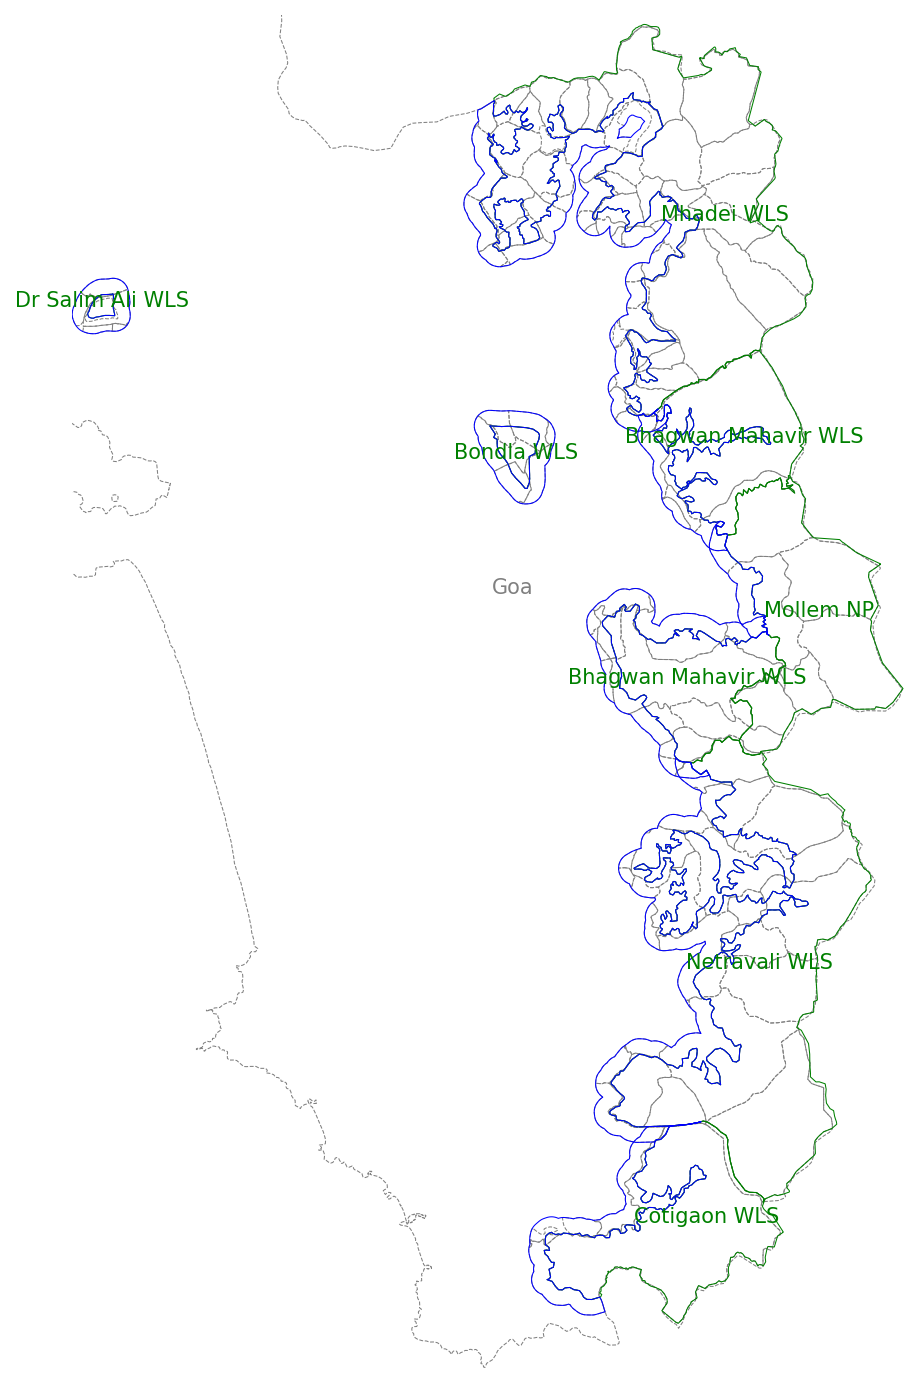 Mhadei WLS
Dr Salim Ali WLS
Bhagwan Mahavir WLS
Bondla WLS
Goa
Mollem NP
Bhagwan Mahavir WLS
Netravali WLS
Cotigaon WLS